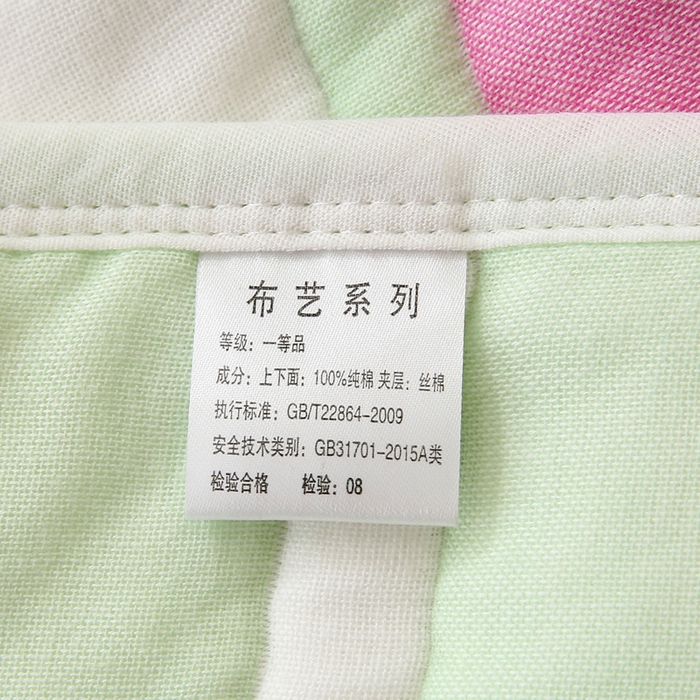 布艺系列
等级：一等品
成分：上下面：100%纯棉 夹层：丝棉
执行标准：GB/T22864-2009
安全技术类别：GB31701-2015A类
检验合格 检验：08